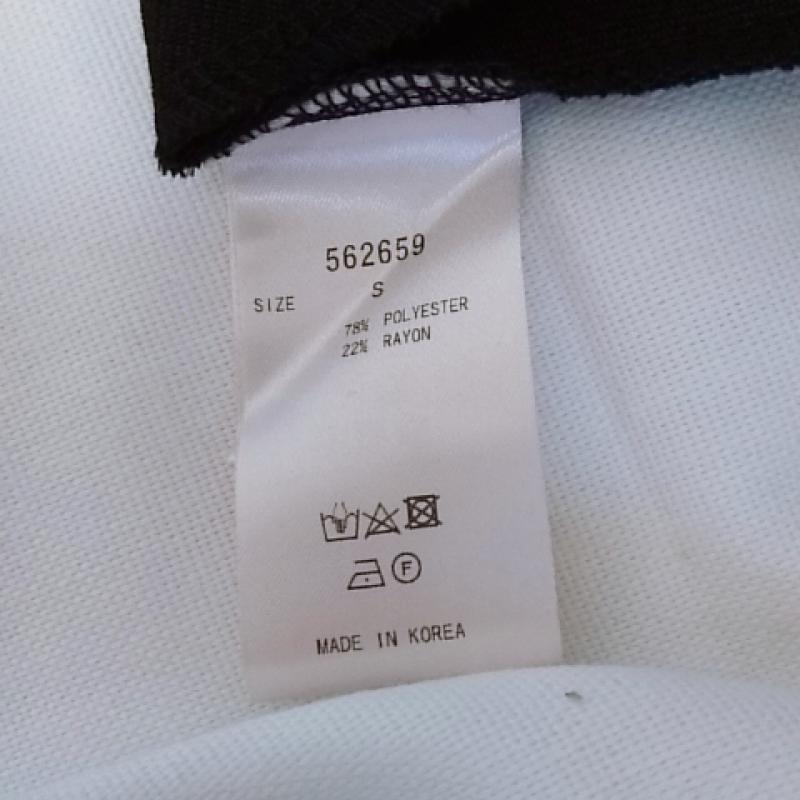 562659
SIZE S
78% POLYESTER
22% RAYON
F
MADE IN KOREA